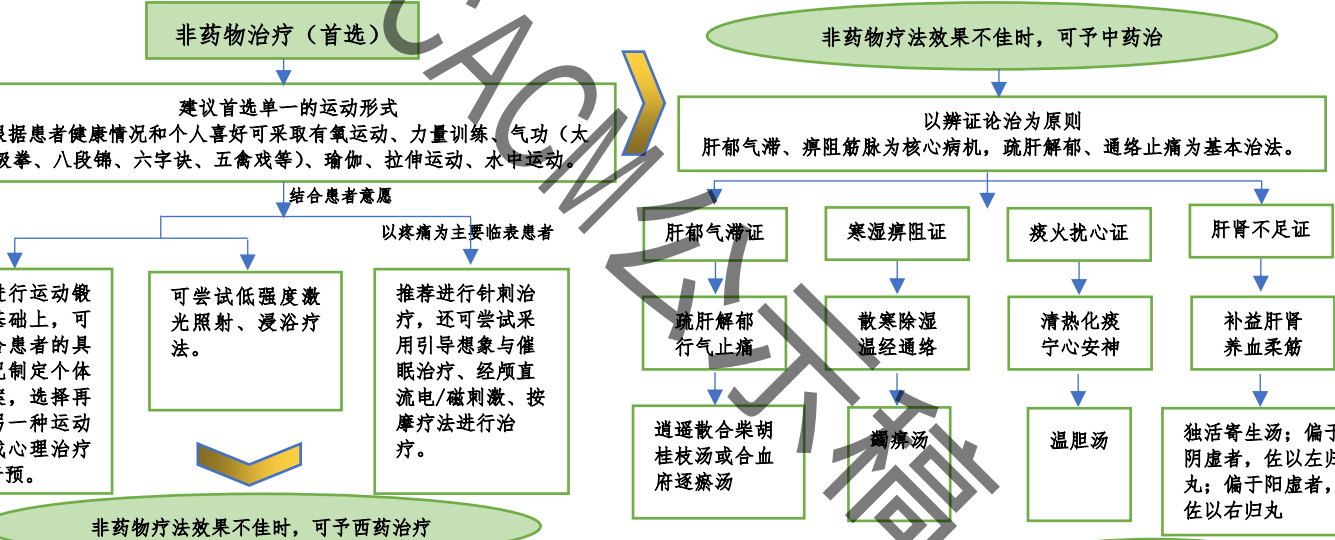 非药物治疗（首选）
建议首选单一的运动形式
根据患者健康情况和个人喜好可采取有氧运动、力量训练、气功（太
极拳、八段锦、六字诀、五禽戏等）、瑜伽、拉伸运动、水中运动。
结合患者意愿
以疼痛为主要临表患者
进行运动锻
基础上，可
合患者的具
况制定个体
案，选择再
另一种运动
或心理治疗
干预。
可尝试低强度激
光照射、浸浴疗
法。
推荐进行针刺治
疗，还可尝试采
用引导想象与催
眠治疗、经颅直
流电/磁刺激、按
摩疗法进行治
疗。
非药物疗法效果不佳时，可予西药治疗
非药物疗法效果不佳时，可予中药治
以辨证论治为原则
肝郁气滞、痹阻筋脉为核心病机，疏肝解郁、通络止痛为基本治法。
肝郁气滞证
疏肝解郁
行气止痛
逍遥散合柴胡
桂枝汤或合血
府逐瘀汤
寒湿痹阻证
散寒除湿
温经通络
蠲痹汤
痰火扰心证
清热化痰
宁心安神
温胆汤
肝肾不足证
补益肝肾
养血柔筋
独活寄生汤；偏于
阴虚者，佐以左归
丸；偏于阳虚者，
佐以右归丸
CACM公示稿